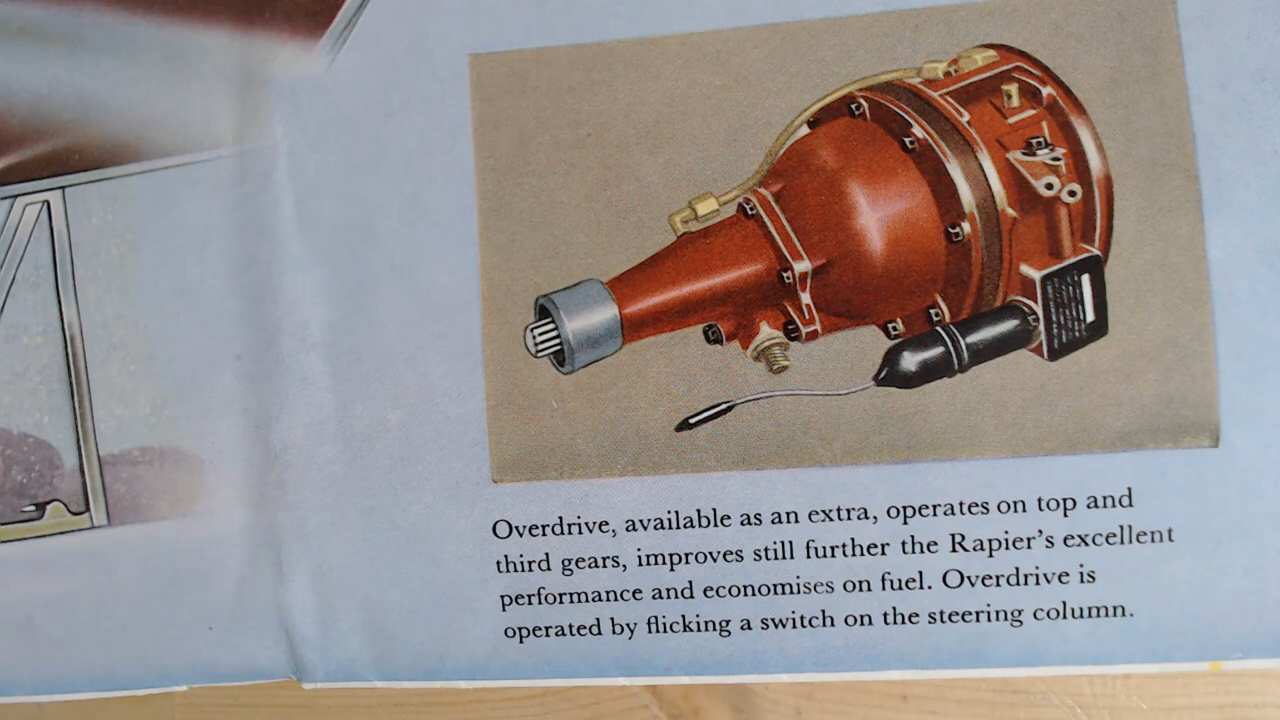 Overdrive, available as an extra, operates on top and
third gears, improves still further the Rapier's excellent
performance and economises on fuel. Overdrive is
operated by flicking a switch on the steering column.